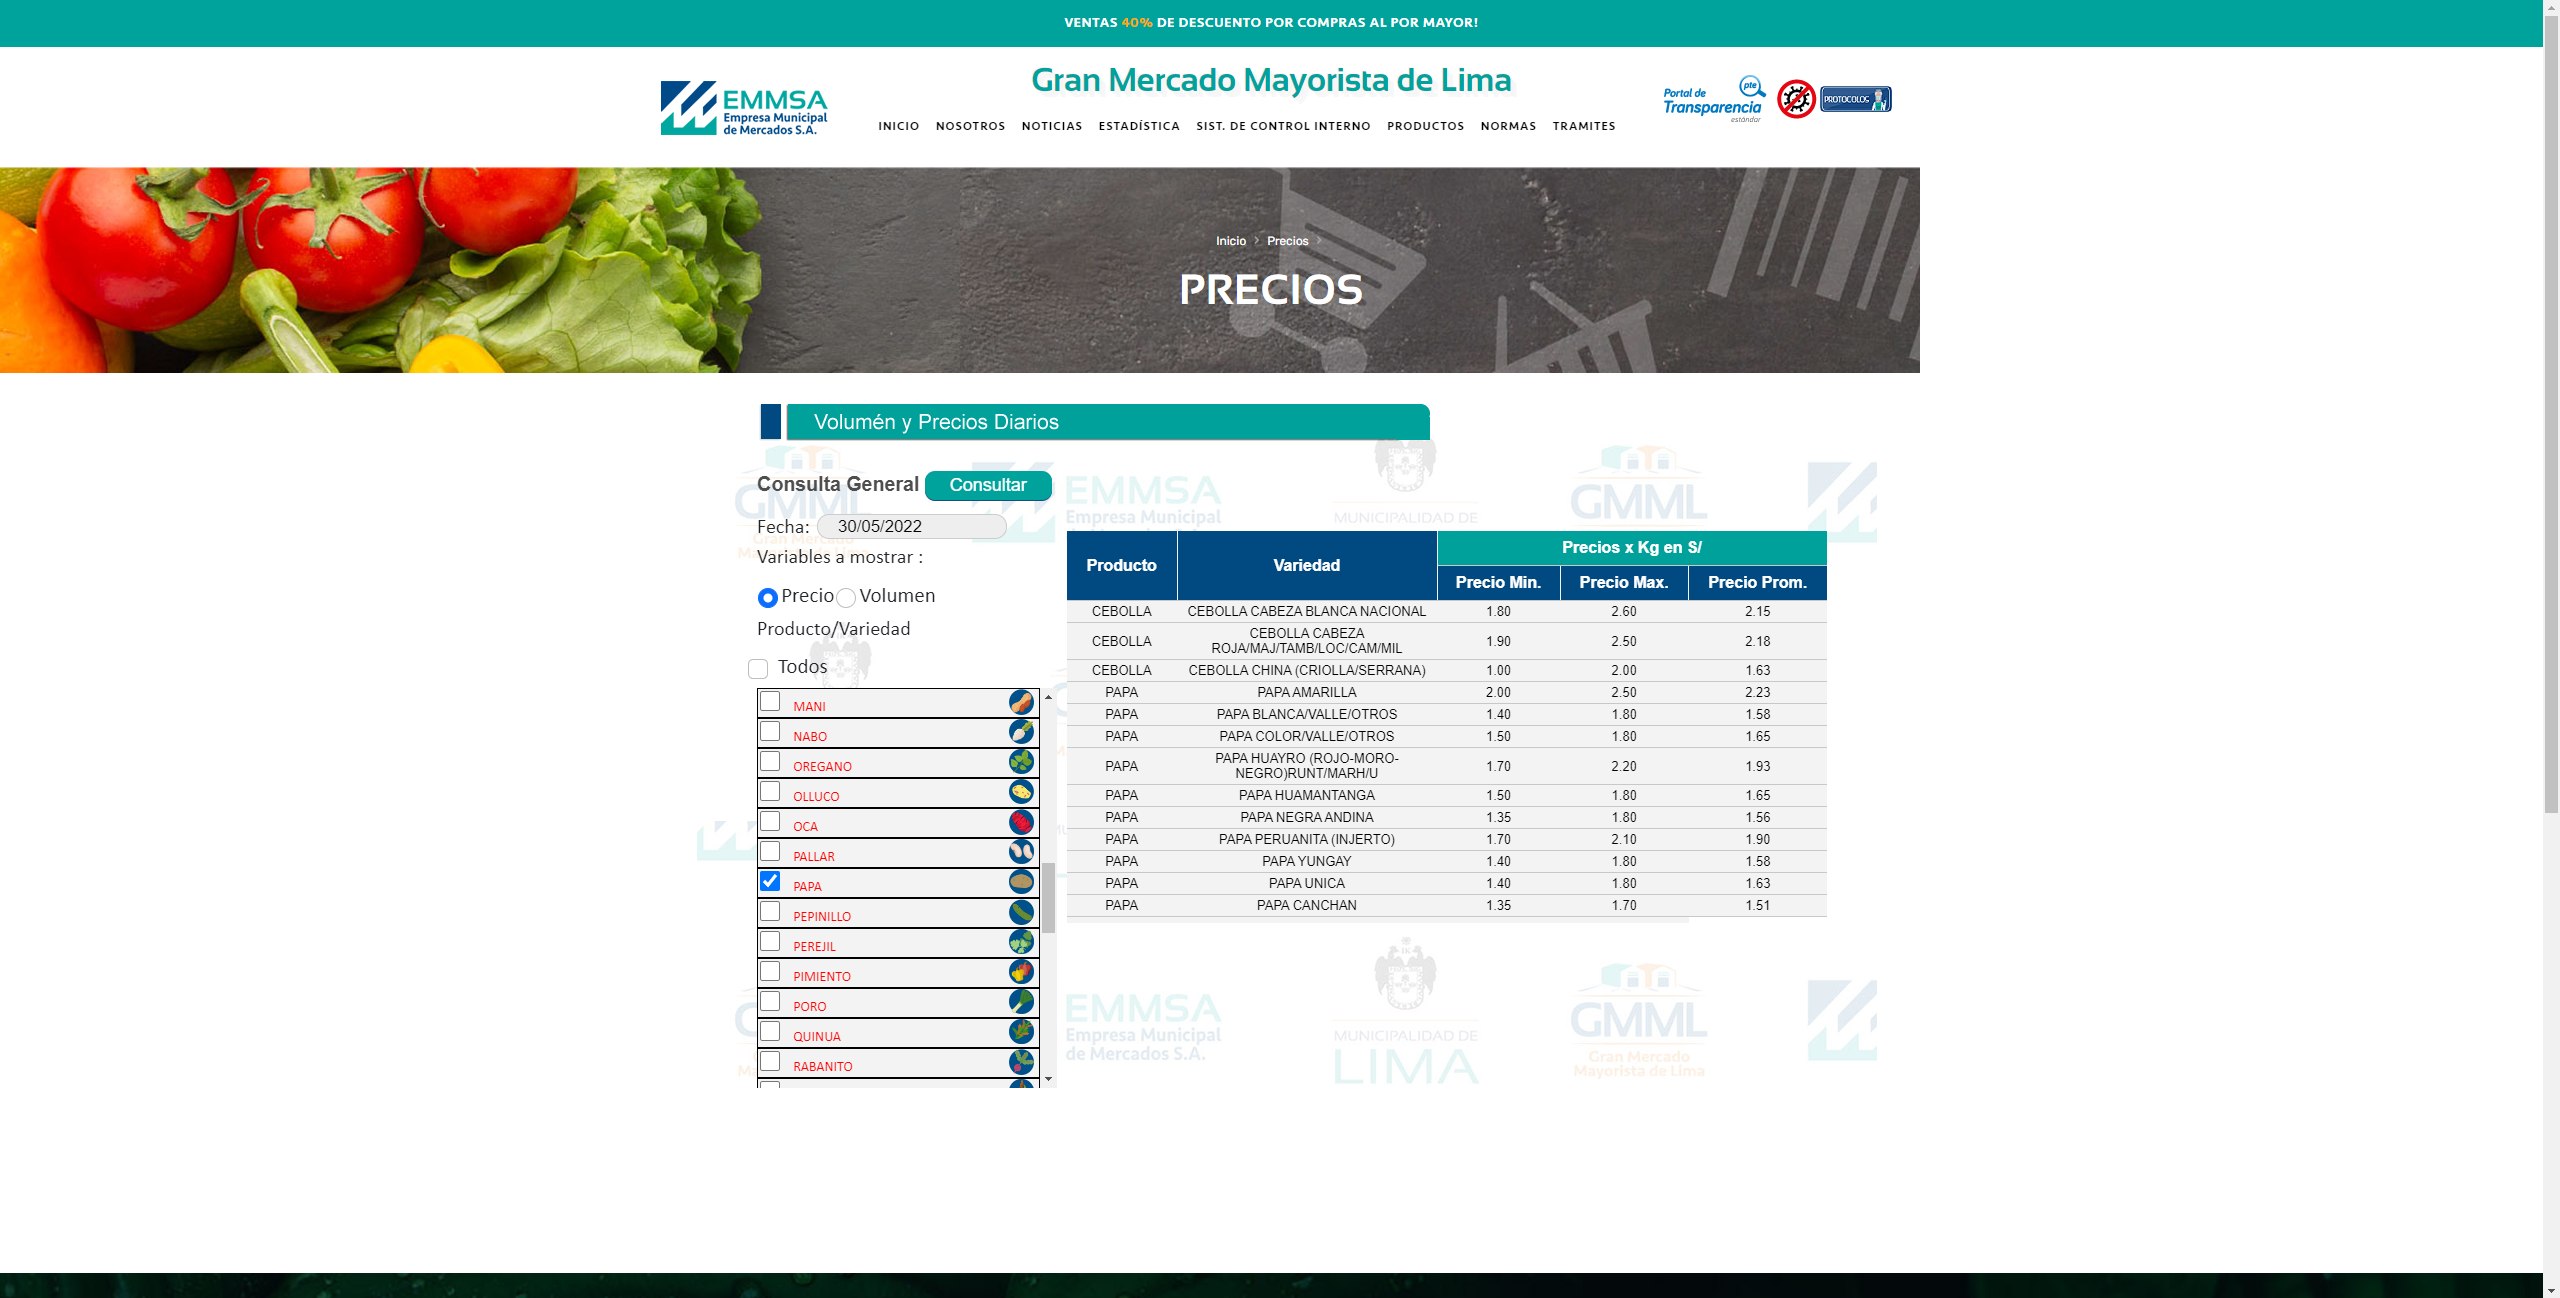 VENTAS 40% DE DESCUENTO POR COMPRAS AL POR MAYOR!
Gran Mercado Mayorista de Lima
EMMSA
Empresa Municipal
de Mercados S.A.
INICIO NOSOTROS NOTICIAS ESTADÍSTICA SIST. DE CONTROL INTERNO PRODUCTOS NORMAS TRAMITES
Portal de
Transparencia
estándar
pte
PROTOCOLOS
Inicio Precios
PRECIOS
Volumén y Precios Diarios
Consulta General Consultar
Fecha: 30/05/2022
Variables a mostrar :
Precio Volumen
Producto/Variedad
Todos
MANI
NABO
OREGANO
OLLUCO
OCA
PALLAR
PAPA
PEPINILLO
PEREJIL
PIMIENTO
PORO
QUINUA
RABANITO
Producto Variedad Precios x Kg en S/
Precio Min. Precio Max. Precio Prom.
CEBOLLA CEBOLLA CABEZA BLANCA NACIONAL 1.80 2.60 2.15
CEBOLLA CEBOLLA CABEZA
ROJA/MAJ/TAMB/LOC/CAM/MIL 1.90 2.50 2.18
CEBOLLA CEBOLLA CHINA (CRIOLLA/SERRANA) 1.00 2.00 1.63
PAPA PAPA AMARILLA 2.00 2.50 2.23
PAPA PAPA BLANCA/VALLE/OTROS 1.40 1.80 1.58
PAPA PAPA COLOR/VALLE/OTROS 1.50 1.80 1.65
PAPA PAPA HUAYRO (ROJO-MORO-
NEGRO)RUNT/MARH/U 1.70 2.20 1.93
PAPA PAPA HUAMANTANGA 1.50 1.80 1.65
PAPA PAPA NEGRA ANDINA 1.35 1.80 1.56
PAPA PAPA PERUANITA (INJERTO) 1.70 2.10 1.90
PAPA PAPA YUNGAY 1.40 1.80 1.58
PAPA PAPA UNICA 1.40 1.80 1.63
PAPA PAPA CANCHAN 1.35 1.70 1.51
GMML
EMMSA
Empresa Municipal
MUNICIPALIDAD DE
GMML
EMMSA
Empresa Municipal
de Mercados S.A.
MUNICIPALIDAD DE
LIMA
GMML
Gran Mercado
Mayorista de Lima